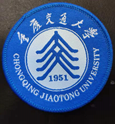 重庆交通大学
1951
CHONGQING JIAOTONG UNIVERSITY